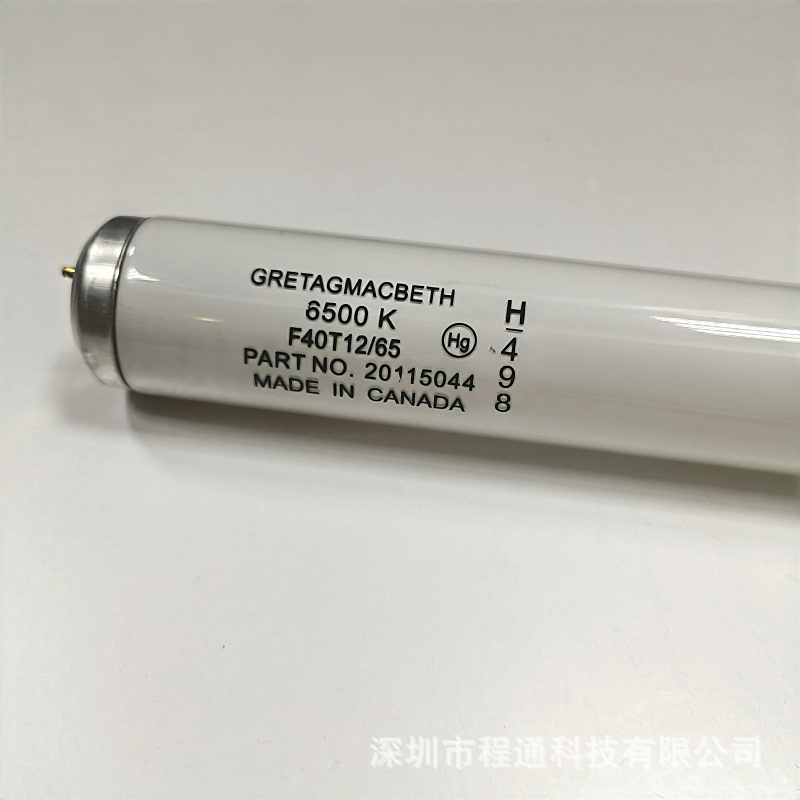 GRETAGMACBETH
6500 K
F40T12/65
Hg
PART NO. 20115044
MADE IN CANADA
H
4
9
8
深圳市程通科技有限公司